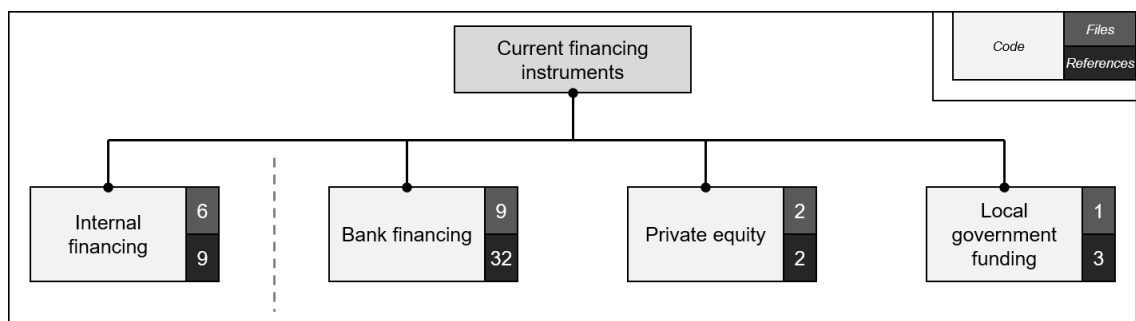 Current financing
instruments
Code
Files
References
Internal
financing
6
9
Bank financing
9
32
Private equity
2
2
Local
government
funding
1
3